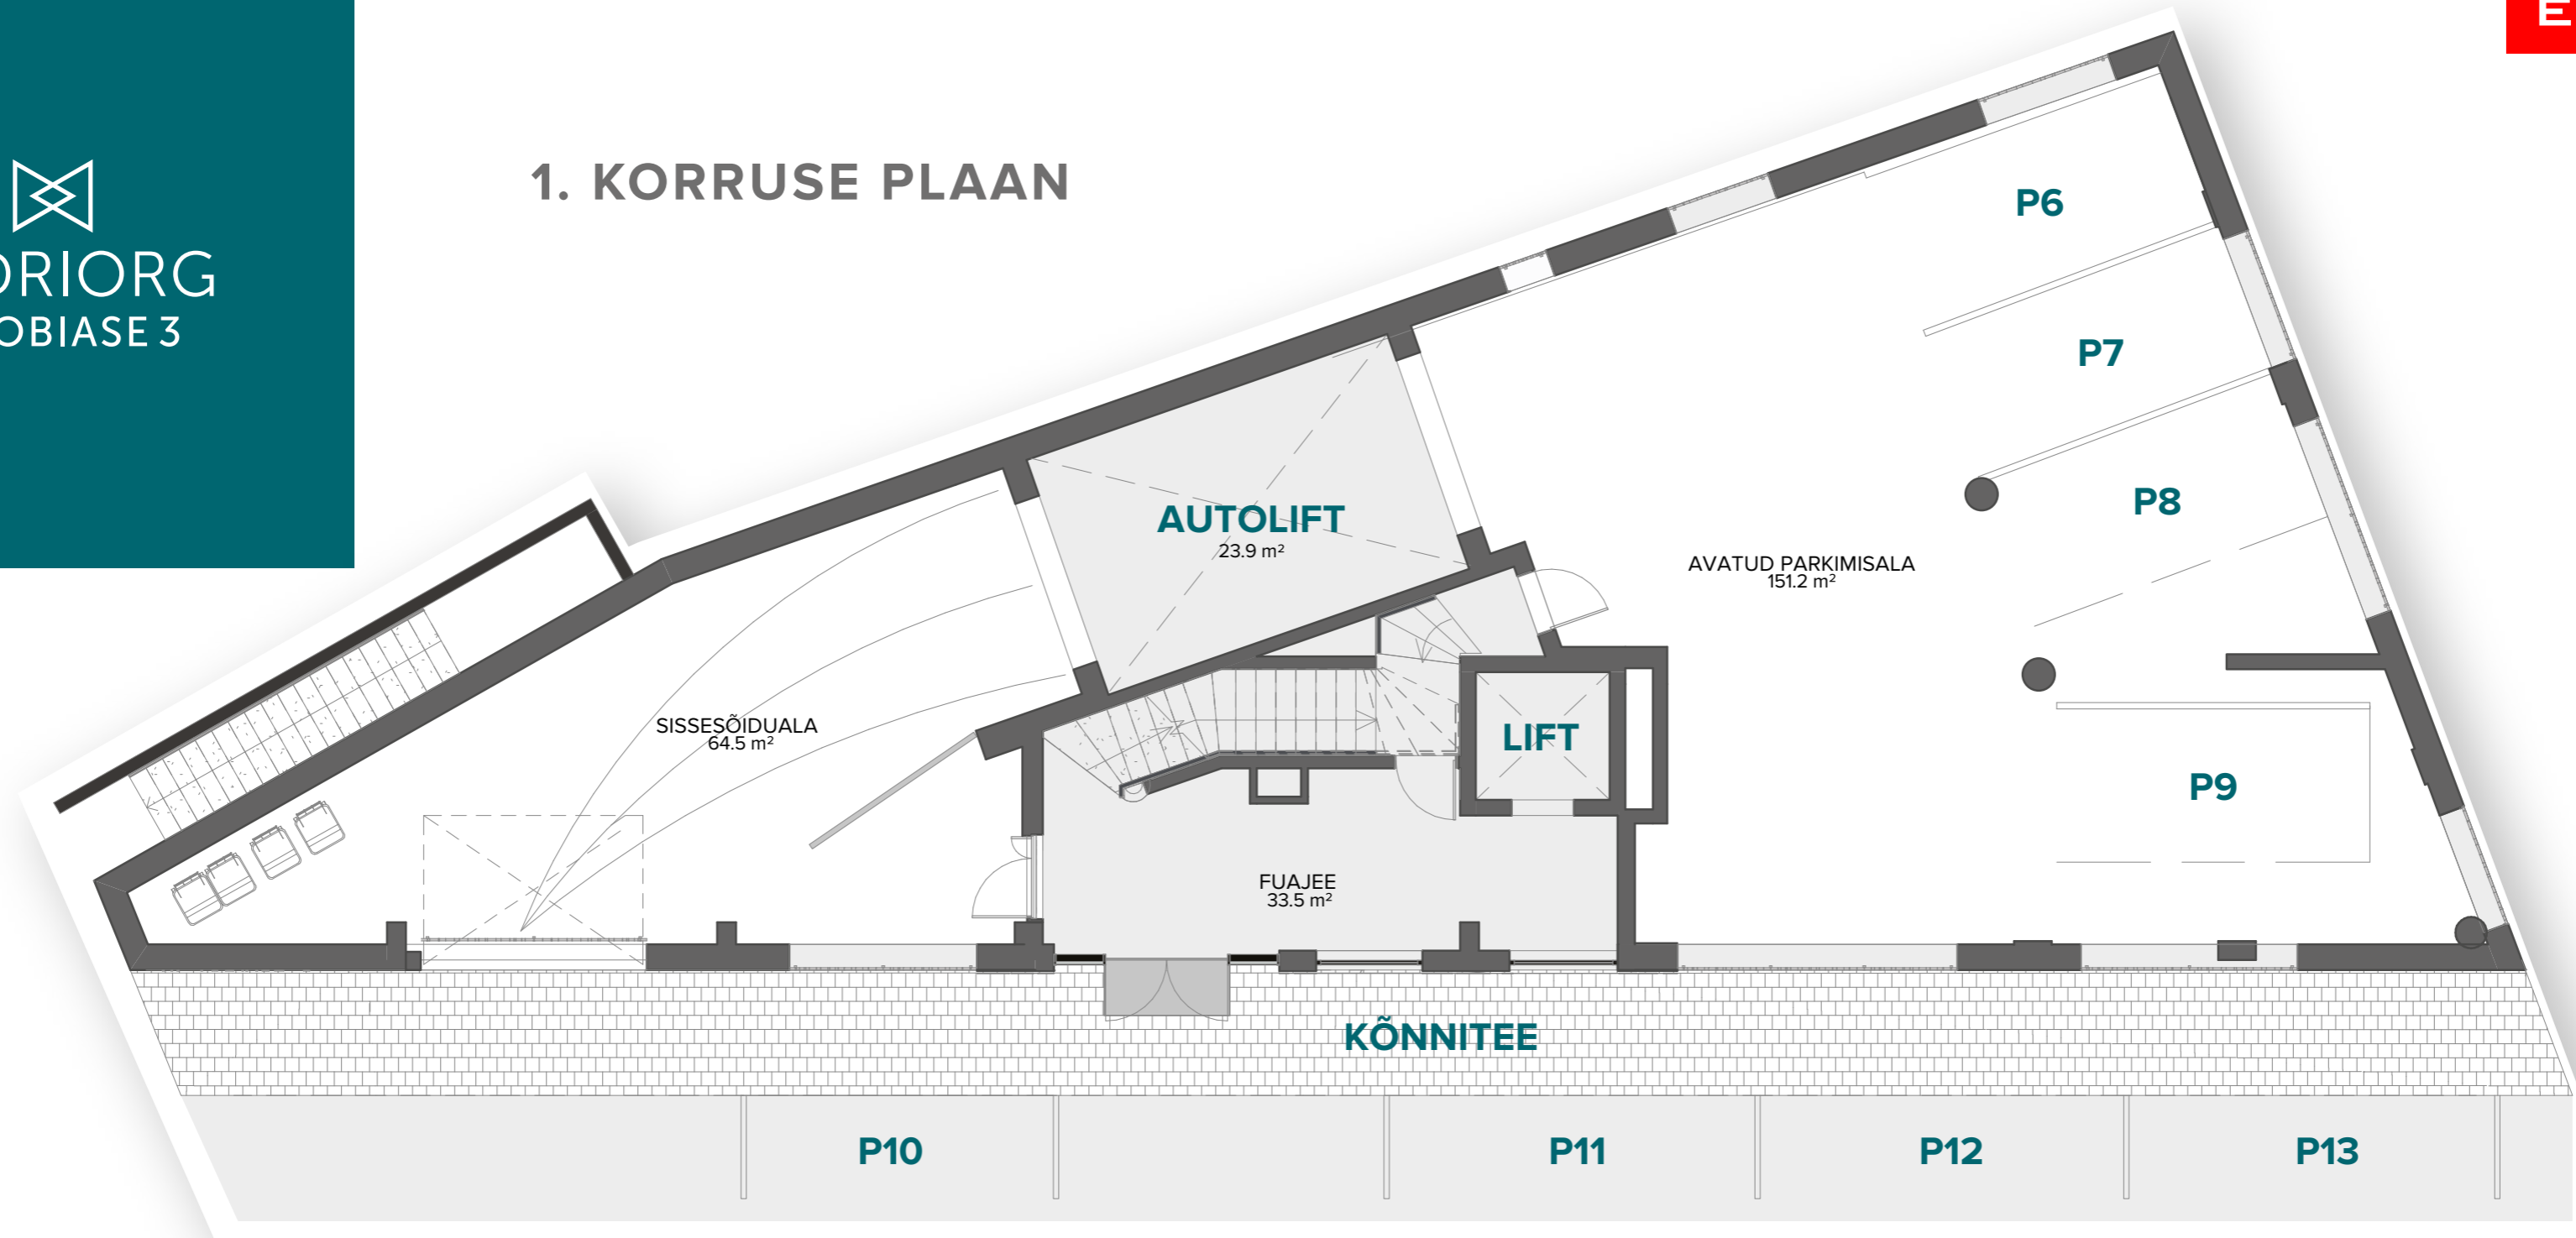 E
1. KORRUSE PLAAN
ORIORG
OBIASE 3
P6
P7
P8
AUTOLIFT
23.9 m²
AVATUD PARKIMISALA
151.2 m²
SISSESÕIDUALA
64.5 m²
LIFT
P9
FUAJEE
33.5 m²
KÕNNITEE
P10
P11
P12
P13